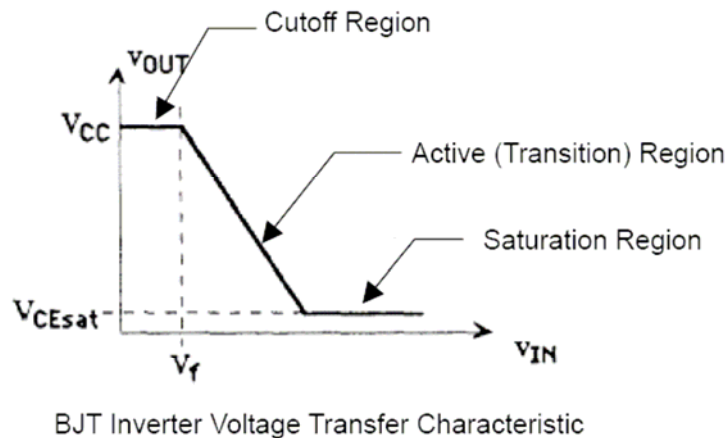 Cutoff Region
vOUT
VCC
Active (Transition) Region
Saturation Region
VCEsat
Vf
vIN
BJT Inverter Voltage Transfer Characteristic